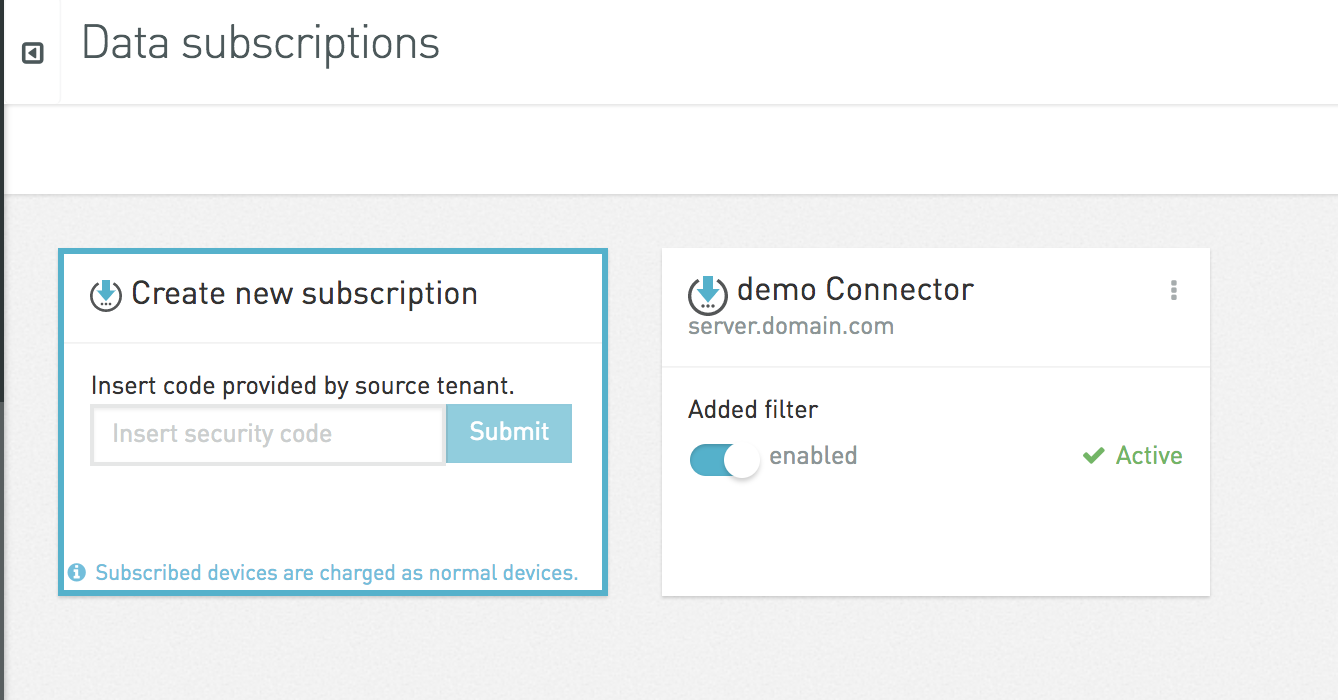 Data subscriptions
Create new subscription
Insert code provided by source tenant.
Insert security code
Submit
Subscribed devices are charged as normal devices.
demo Connector
server.domain.com
Added filter
enabled
Active